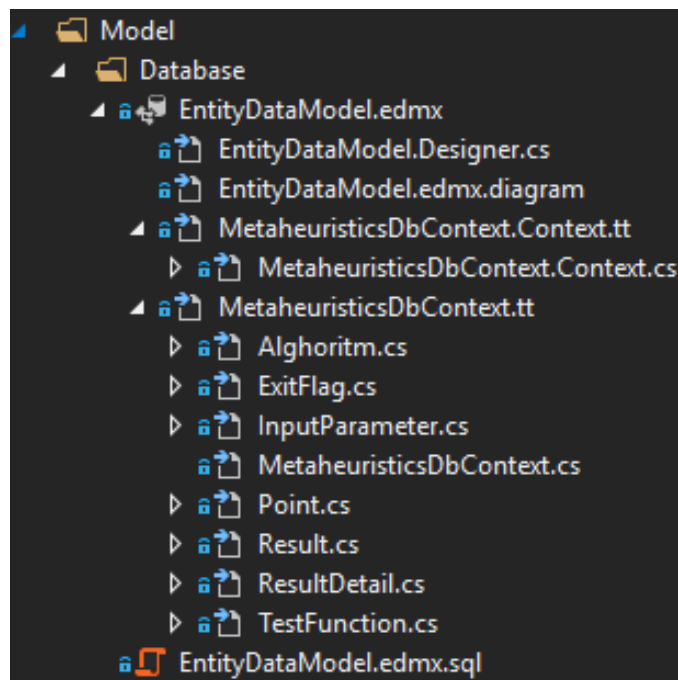 Model
Database
EntityDataModel.edmx
EntityDataModel.Designer.cs
EntityDataModel.edmx.diagram
MetaheuristicsDbContext.Context.tt
MetaheuristicsDbContext.Context.cs
MetaheuristicsDbContext.tt
Alghoritm.cs
ExitFlag.cs
InputParameter.cs
MetaheuristicsDbContext.cs
Point.cs
Result.cs
ResultDetail.cs
TestFunction.cs
EntityDataModel.edmx.sql